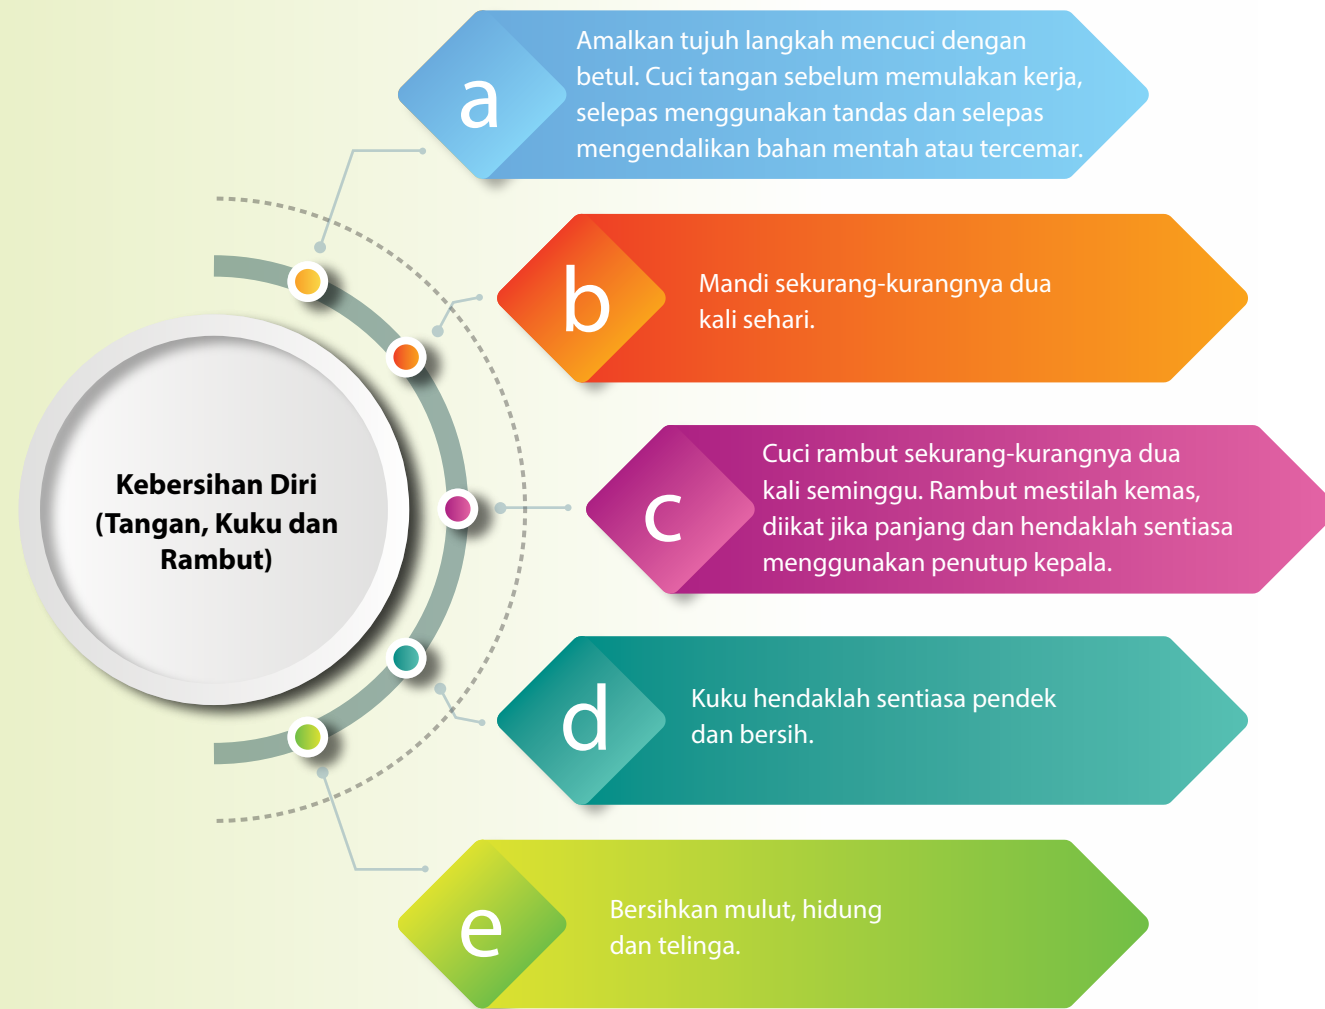 Kebersihan Diri
(Tangan, Kuku dan
Rambut)
a
Amalkan tujuh langkah mencuci dengan
betul. Cuci tangan sebelum memulakan kerja,
selepas menggunakan tandas dan selepas
mengendalikan bahan mentah atau tercemar.
b
Mandi sekurang-kurangnya dua
kali sehari.
c
Cuci rambut sekurang-kurangnya dua
kali seminggu. Rambut mestilah kemas,
diikat jika panjang dan hendaklah sentiasa
menggunakan penutup kepala.
d
Kuku hendaklah sentiasa pendek
dan bersih.
e
Bersihkan mulut, hidung
dan telinga.